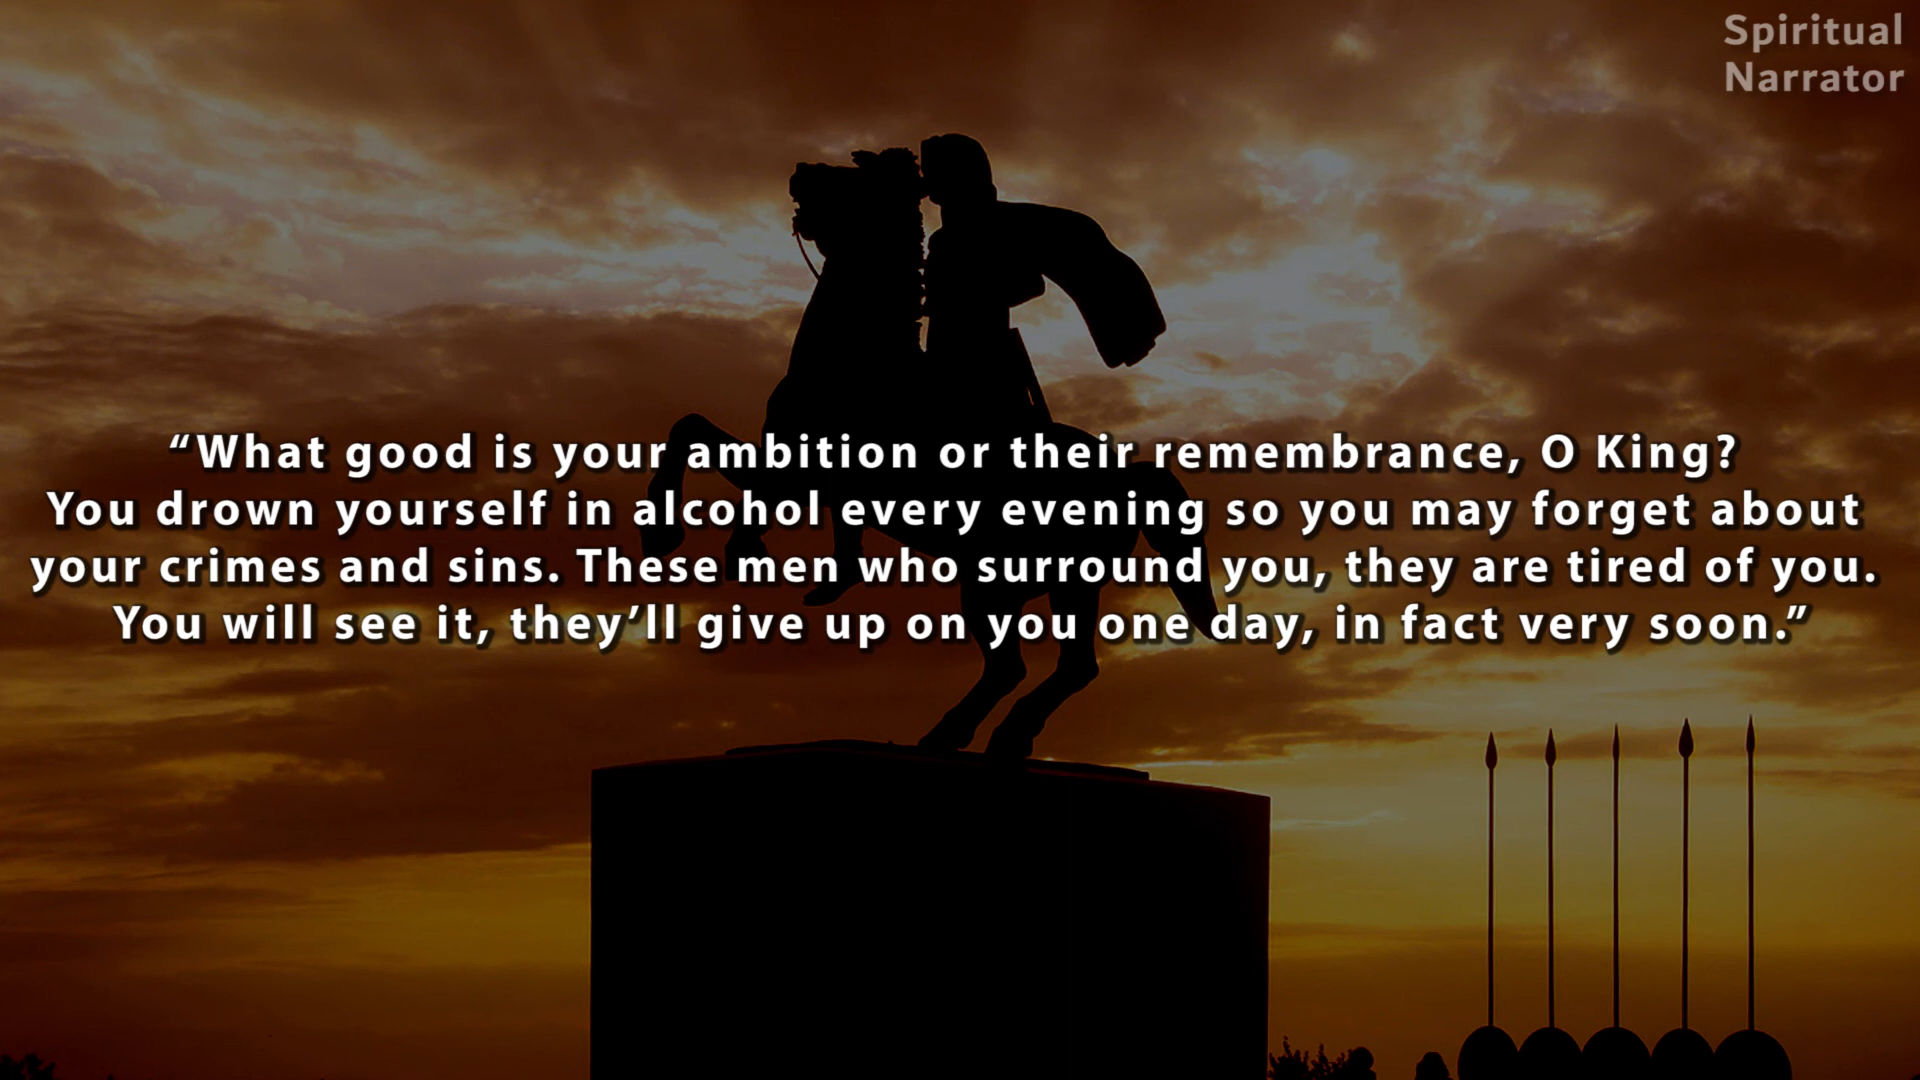 Spiritual
Narrator
“What good is your ambition or their remembrance, O King?
You drown yourself in alcohol every evening so you may forget about
your crimes and sins. These men who surround you, they are tired of you.
You will see it, they’ll give up on you one day, in fact very soon.”